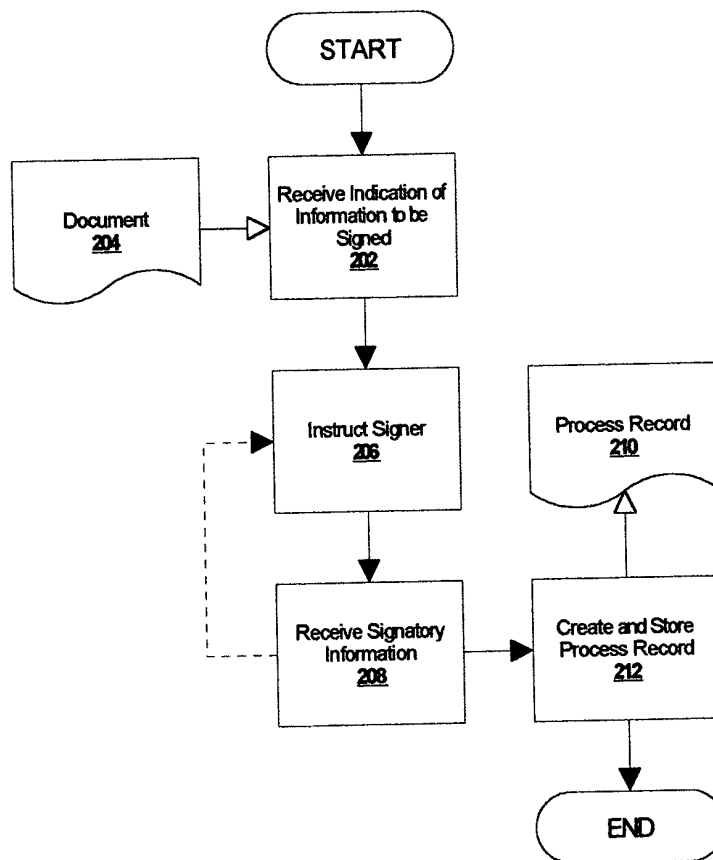 START
Document
204
Receive Indication of
Information to be
Signed
202
Instruct Signer
206
Process Record
210
Receive Signatory
Information
208
Create and Store
Process Record
212
END